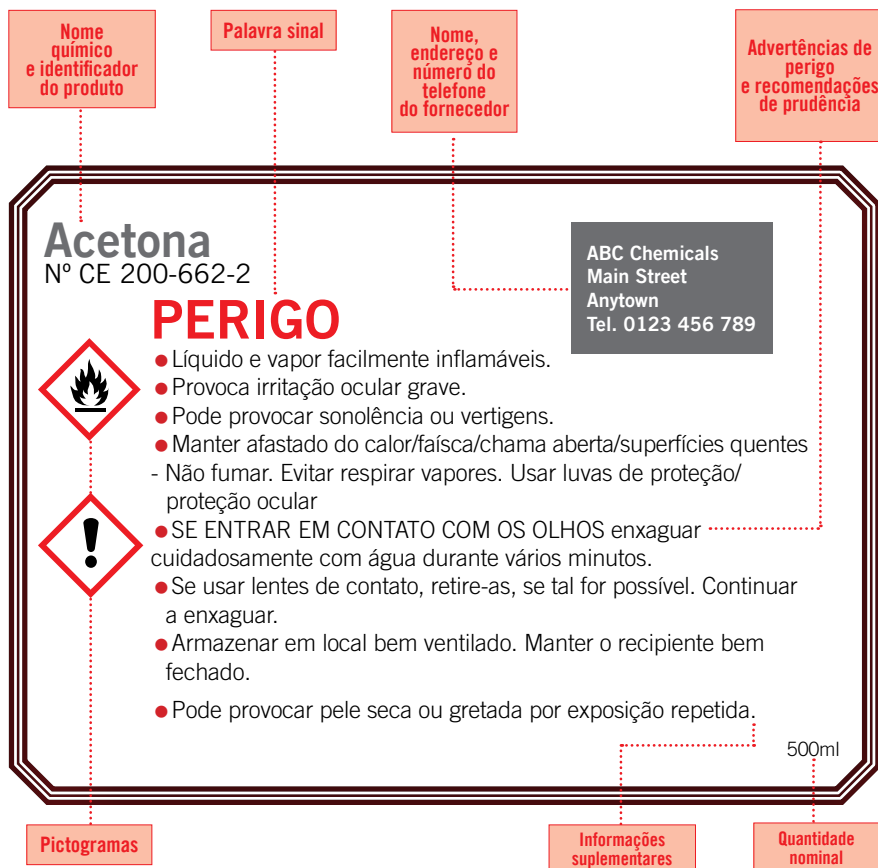 Nome
químico
e identificador
do produto
Palavra sinal
Nome,
endereço e
número do
telefone
do fornecedor
Advertências de
perigo
e recomendações
de prudência
Acetona
Nº CE 200-662-2
ABC Chemicals
Main Street
Anytown
Tel. 0123 456 789
PERIGO
● Líquido e vapor facilmente inflamáveis.
● Provoca irritação ocular grave.
● Pode provocar sonolência ou vertigens.
● Manter afastado do calor/faísca/chama aberta/superfícies quentes
- Não fumar. Evitar respirar vapores. Usar luvas de proteção/
proteção ocular
● SE ENTRAR EM CONTATO COM OS OLHOS enxaguar
cuidadosamente com água durante vários minutos.
● Se usar lentes de contato, retire-as, se tal for possível. Continuar
a enxaguar.
● Armazenar em local bem ventilado. Manter o recipiente bem
fechado.
● Pode provocar pele seca ou gretada por exposição repetida.
500ml
Pictogramas
Informações
suplementares
Quantidade
nominal